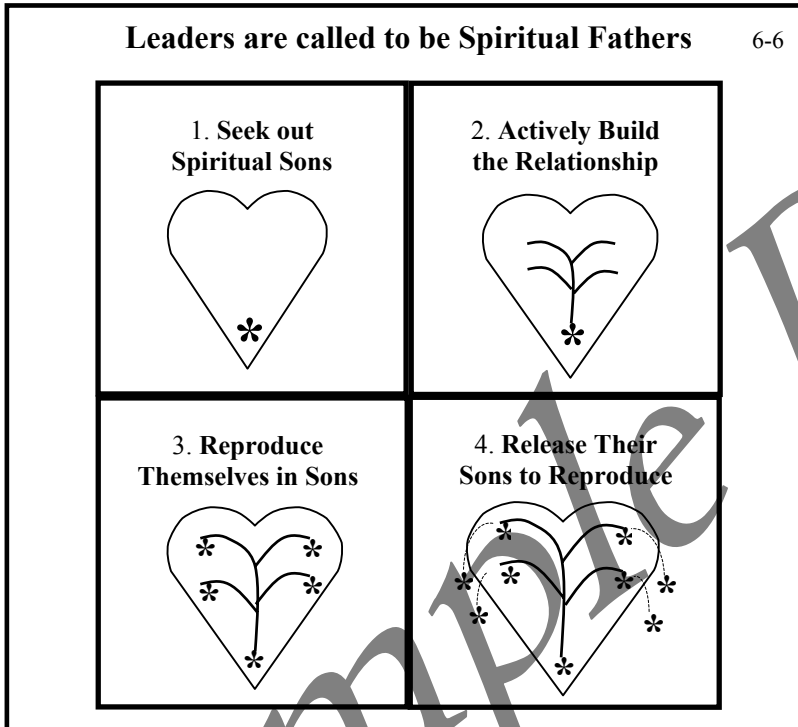 Leaders are called to be Spiritual Fathers 6-6
1. Seek out
Spiritual Sons
2. Actively Build
the Relationship
3. Reproduce
Themselves in Sons
4. Release Their
Sons to Reproduce